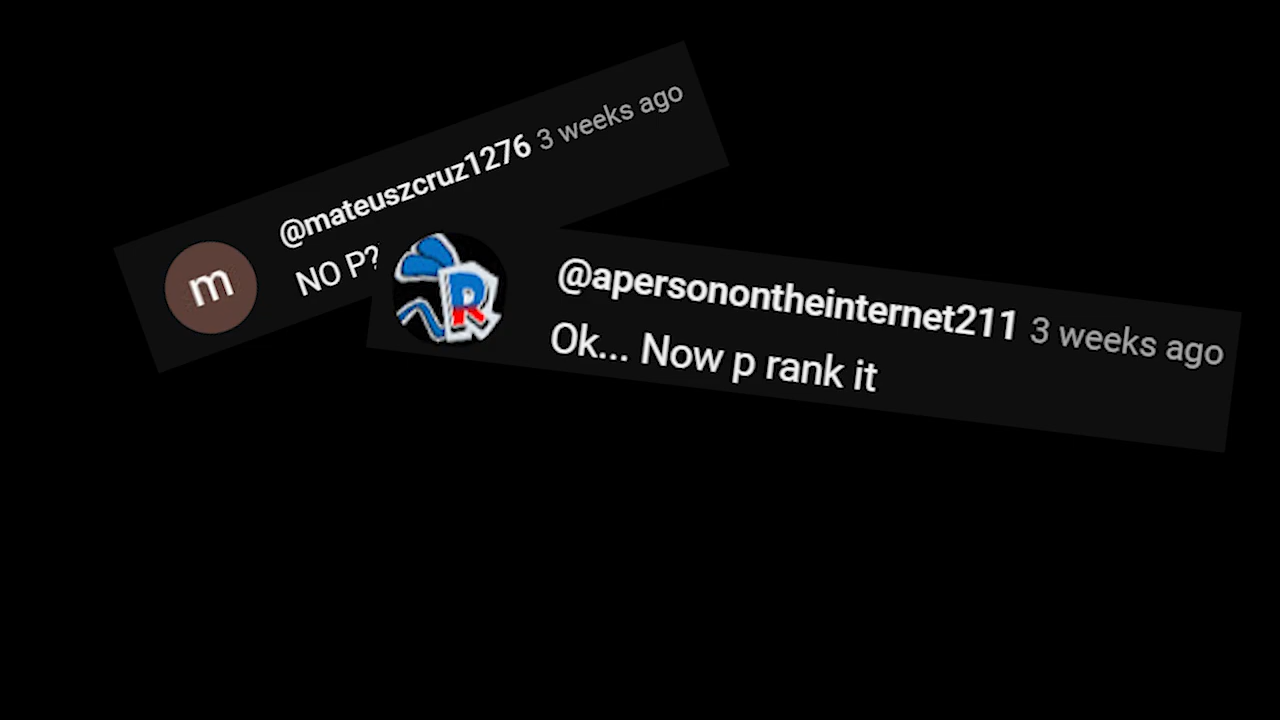 @mateuszcruz1276 3 weeks ago
NO P?
@apersonontheinternet211 3 weeks ago
Ok... Now p rank it